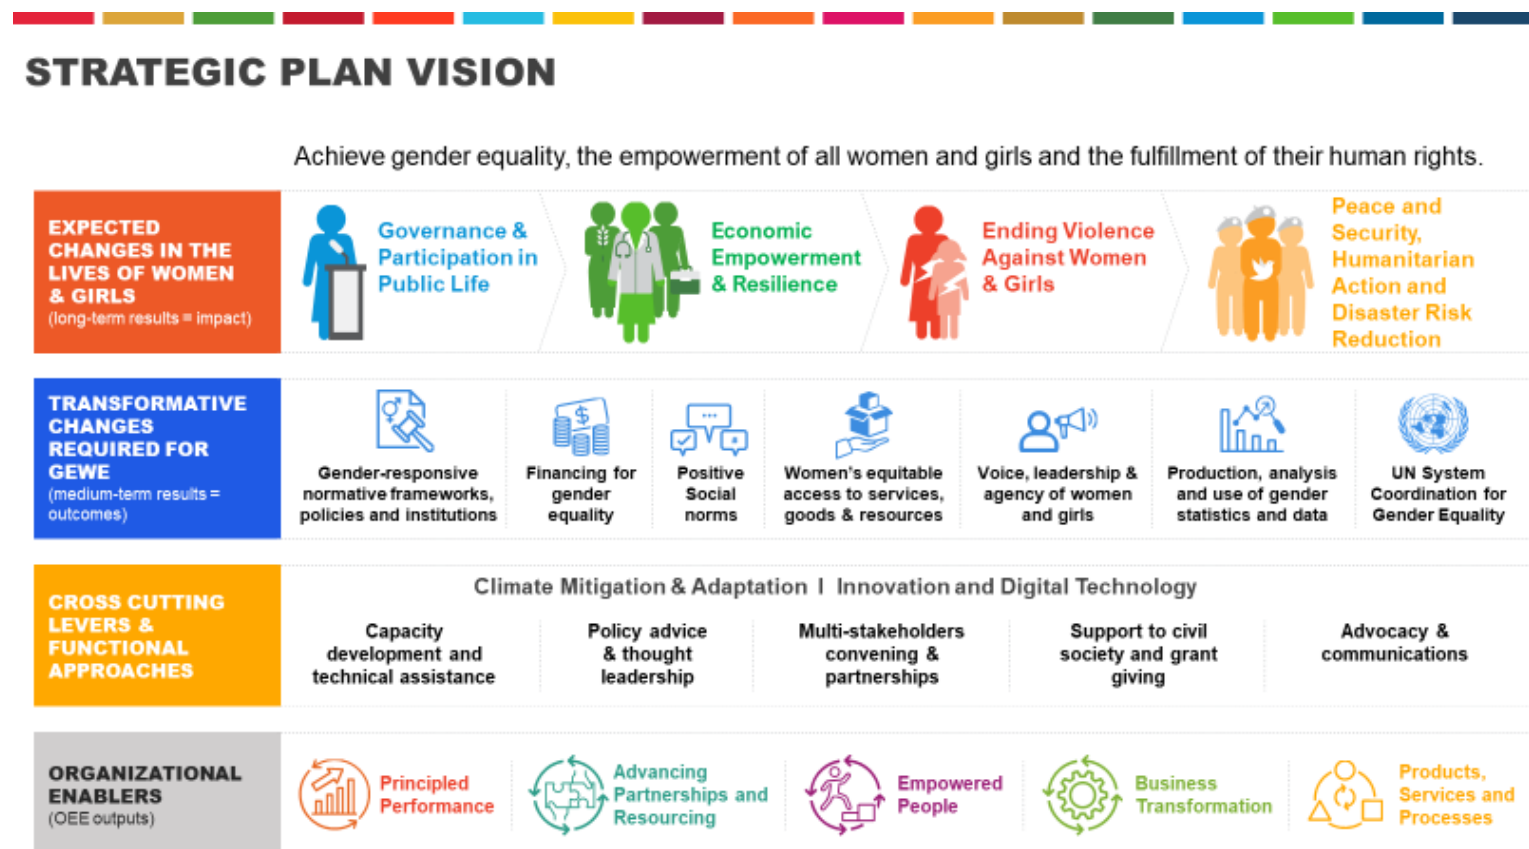 STRATEGIC PLAN VISION
Achieve gender equality, the empowerment of all women and girls and the fulfillment of their human rights.
EXPECTED
CHANGES IN THE
LIVES OF WOMEN
& GIRLS
(long-term results = impact)
Governance &
Participation in
Public Life
Economic
Empowerment
& Resilience
Ending Violence
Against Women
& Girls
Peace and
Security,
Humanitarian
Action and
Disaster Risk
Reduction
TRANSFORMATIVE
CHANGES
REQUIRED FOR
GEWE
(medium-term results =
outcomes)
Gender-responsive
normative frameworks,
policies and institutions
$
Financing for
gender
equality
Positive
Social
norms
Women's equitable
access to services,
goods & resources
Voice, leadership &
agency of women
and girls
Production, analysis
and use of gender
statistics and data
UN System
Coordination for
Gender Equality
CROSS CUTTING
LEVERS &
FUNCTIONAL
APPROACHES
Climate Mitigation & Adaptation I Innovation and Digital Technology
Capacity
development and
technical assistance
Policy advice
& thought
leadership
Multi-stakeholders
convening &
partnerships
Support to civil
society and grant
giving
Advocacy &
communications
ORGANIZATIONAL
ENABLERS
(OEE outputs)
Principled
Performance
Advancing
Partnerships and
Resourcing
Empowered
People
Business
Transformation
Products,
Services and
Processes